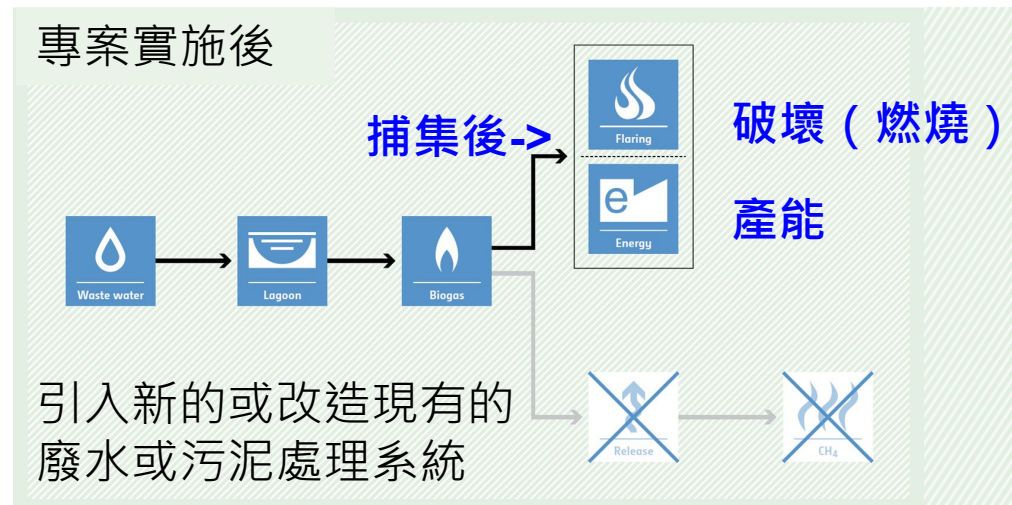 專案實施後
捕集後->
Flaring
破壞（燃燒）
e
Energy
產能
Waste water
Lagoon
Biogas
引入新的或改造現有的
廢水或污泥處理系統
Release
CH₄